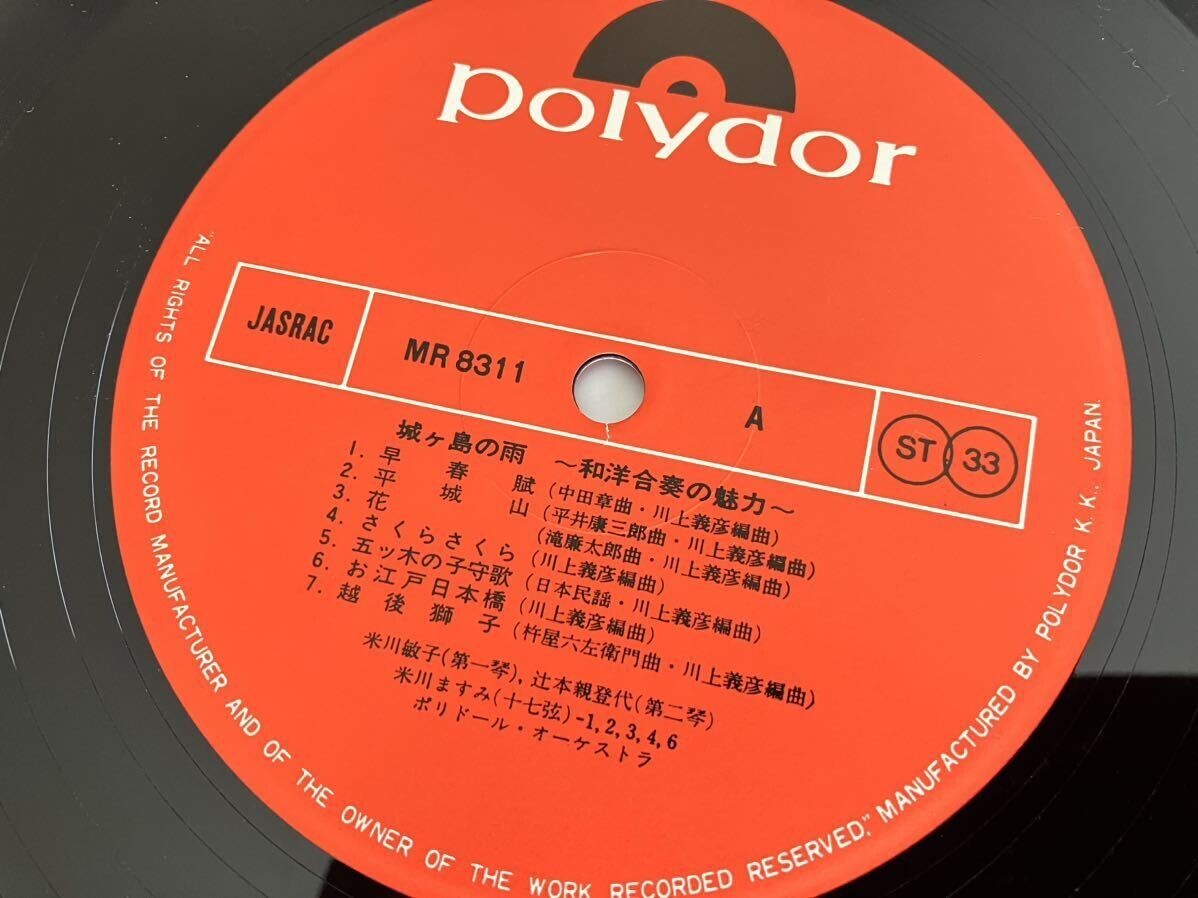 polydor
JASRAC
MR 8311
A
ST 33
城ヶ島の雨 ～和洋合奏の魅力～
1. 早春賦 (中田章曲・川上義彦編曲)
2. 平城山 (平井康三郎曲・川上義彦編曲)
3. 花 (滝廉太郎曲・川上義彦編曲)
4. さくらさくら (川上義彦編曲)
5. 五ッ木の子守歌 (日本民謡・川上義彦編曲)
6. お江戸日本橋 (川上義彦編曲)
7. 越後獅子 (杵屋六左衛門曲・川上義彦編曲)
米川敏子(第一琴), 辻本親登代(第二琴)
米川ますみ(十七弦)-1, 2, 3, 4, 6
ポリドール・オーケストラ
"ALL RIGHTS OF THE RECORD MANUFACTURER AND OF THE OWNER OF THE WORK RECORDED RESERVED," MANUFACTURED BY POLYDOR K. K., JAPAN.